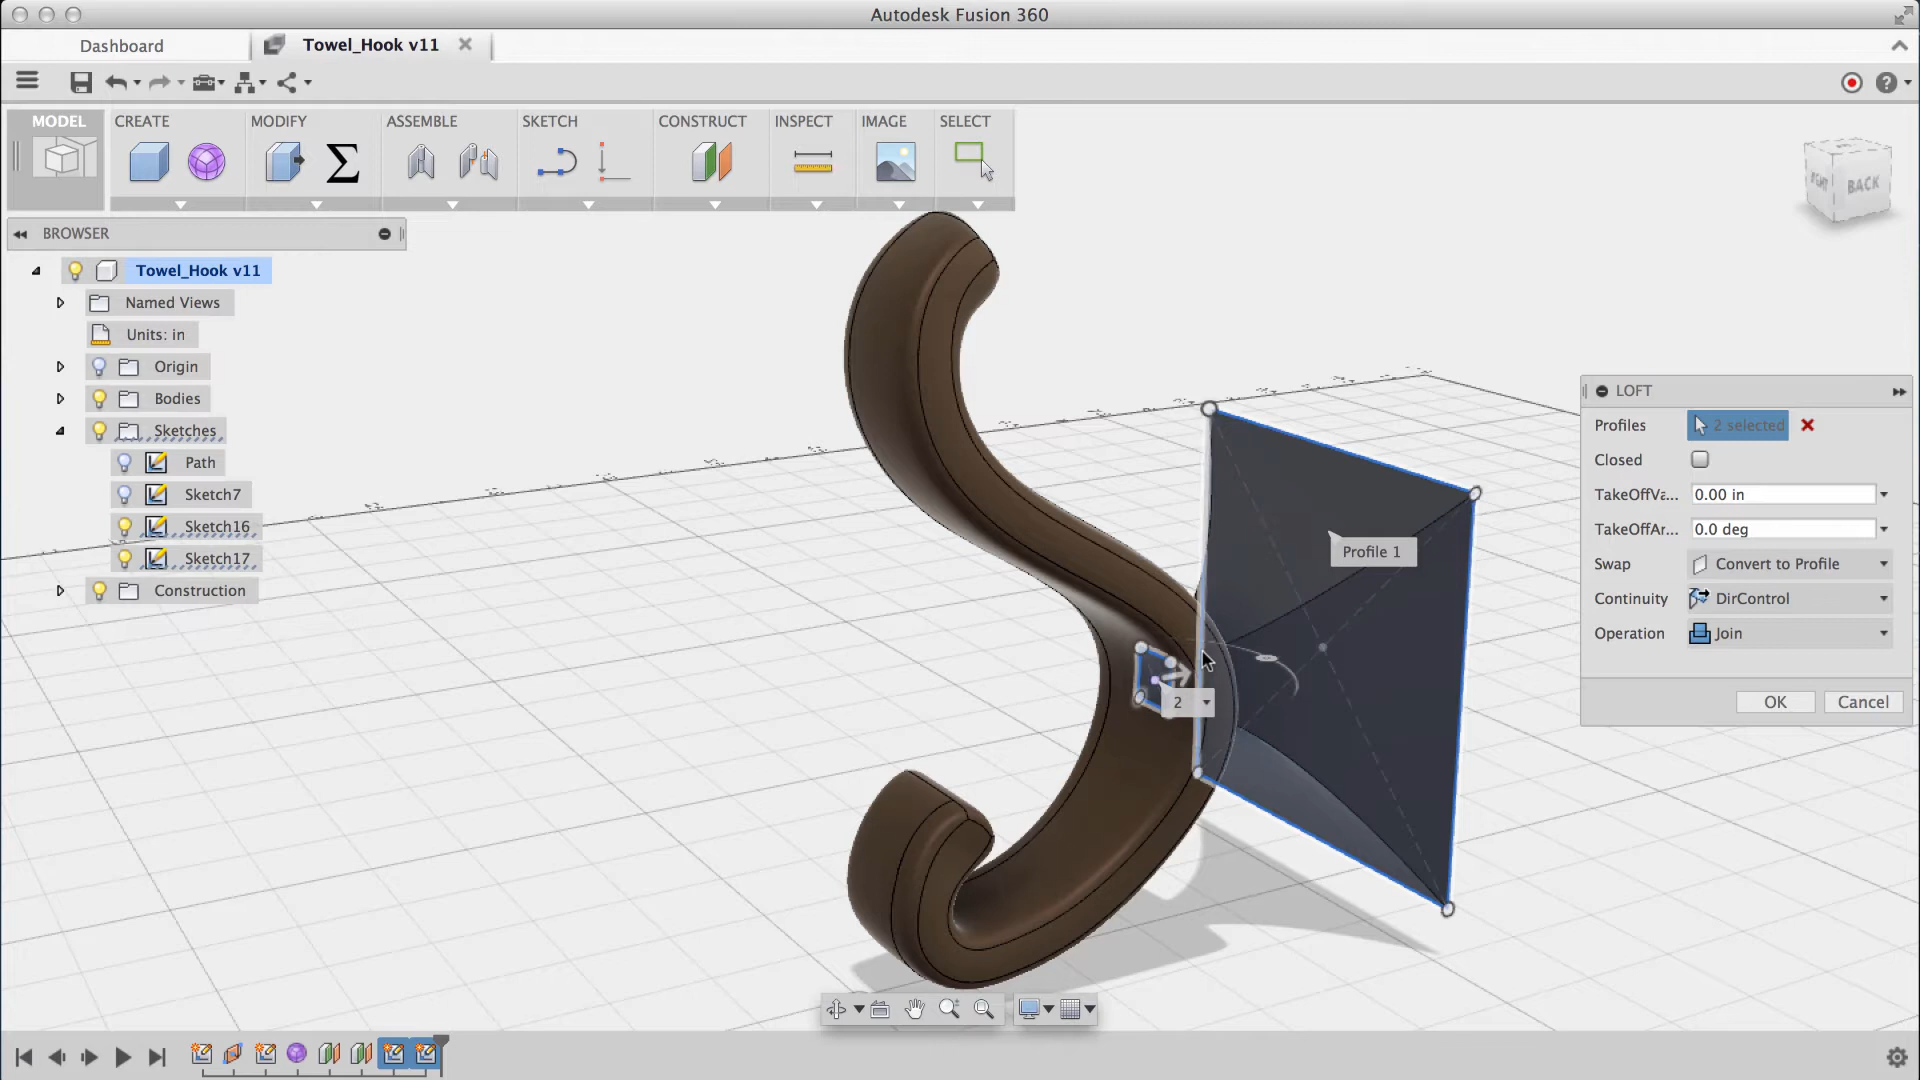 Autodesk Fusion 360
Dashboard
Towel_Hook v11
MODEL
CREATE
MODIFY
ASSEMBLE
SKETCH
CONSTRUCT
INSPECT
IMAGE
SELECT
RIGHT
BACK
BROWSER
Towel_Hook v11
Named Views
Units: in
Origin
Bodies
Sketches
Path
Sketch7
Sketch16
Sketch17
Construction
Profile 1
2
LOFT
Profiles 2 selected
Closed
TakeOffVa... 0.00 in
TakeOffAr... 0.0 deg
Swap Convert to Profile
Continuity DirControl
Operation Join
OK Cancel